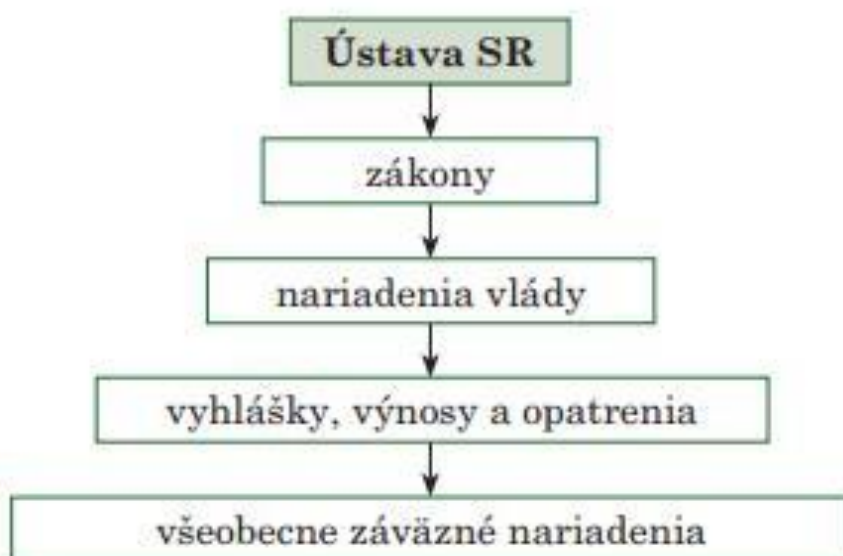 Ústava SR
zákony
nariadenia vlády
vyhlášky, výnosy a opatrenia
všeobecne záväzné nariadenia